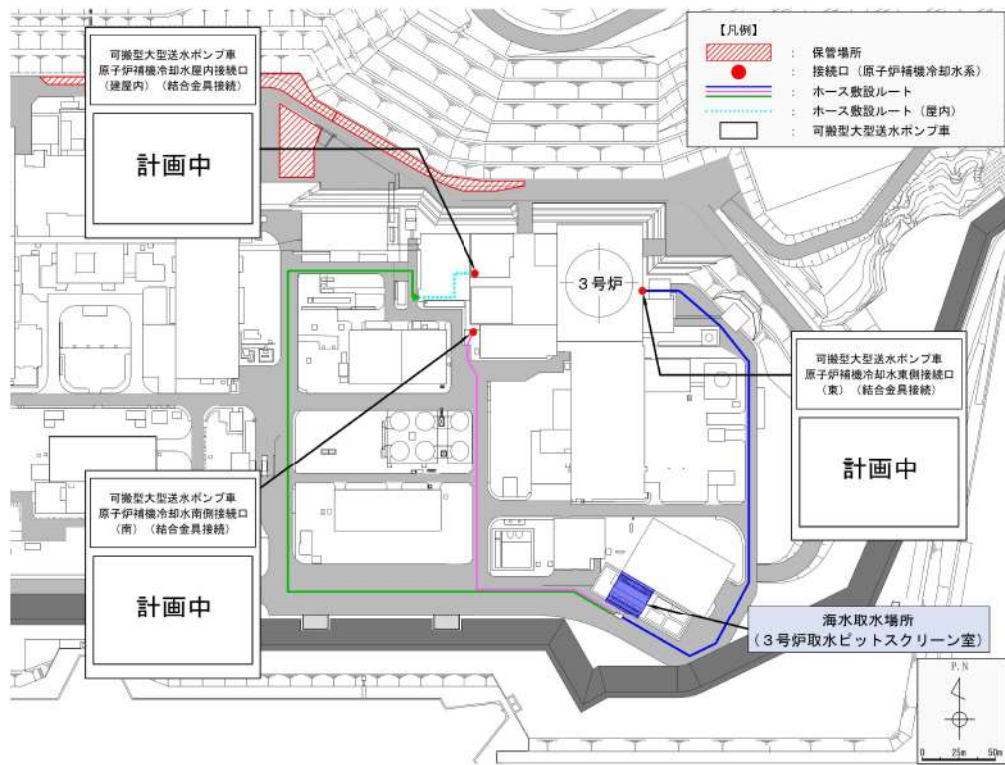 可搬型大型送水ポンプ車
原子炉補機冷却水屋内接続口
（建屋内）（結合金具接続）
計画中
【凡例】
： 保管場所
： 接続口（原子炉補機冷却水系）
： ホース敷設ルート
： ホース敷設ルート（屋内）
： 可搬型大型送水ポンプ車
３号炉
可搬型大型送水ポンプ車
原子炉補機冷却水東側接続口
（東）（結合金具接続）
計画中
可搬型大型送水ポンプ車
原子炉補機冷却水南側接続口
（南）（結合金具接続）
計画中
海水取水場所
（３号炉取水ピットスクリーン室）
P.N
0 25m 50m